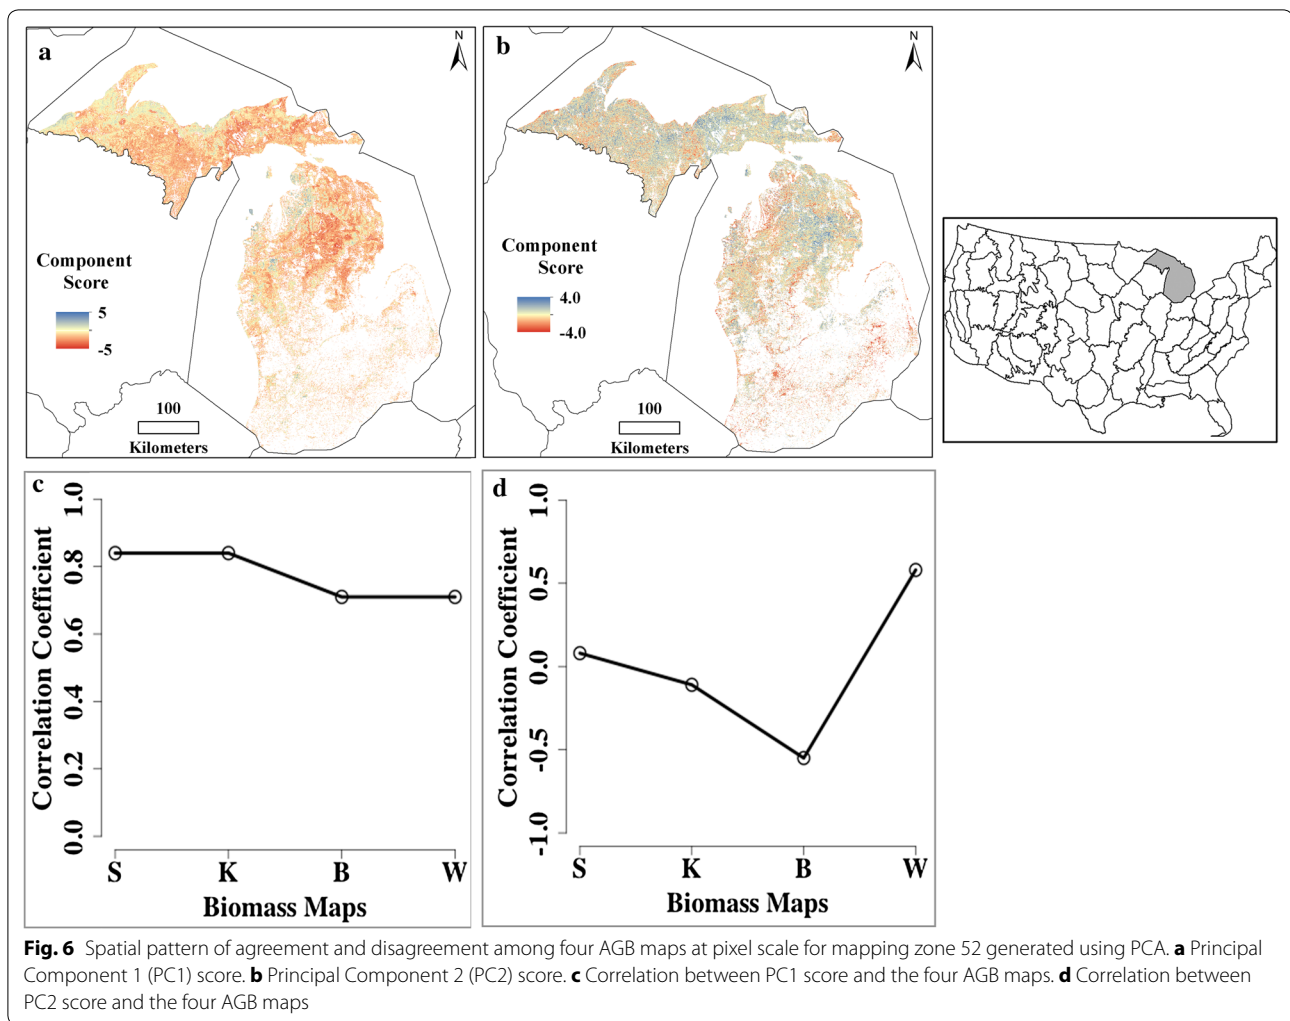 a
N
Component
Score
5
-5
100
Kilometers
b
N
Component
Score
4.0
-4.0
100
Kilometers
c
Correlation Coefficient
1.0
0.8
0.6
0.4
0.2
0.0
S K B W
Biomass Maps
d
Correlation Coefficient
1.0
0.5
0.0
-0.5
-1.0
S K B W
Biomass Maps
Fig. 6 Spatial pattern of agreement and disagreement among four AGB maps at pixel scale for mapping zone 52 generated using PCA. a Principal
Component 1 (PC1) score. b Principal Component 2 (PC2) score. c Correlation between PC1 score and the four AGB maps. d Correlation between
PC2 score and the four AGB maps